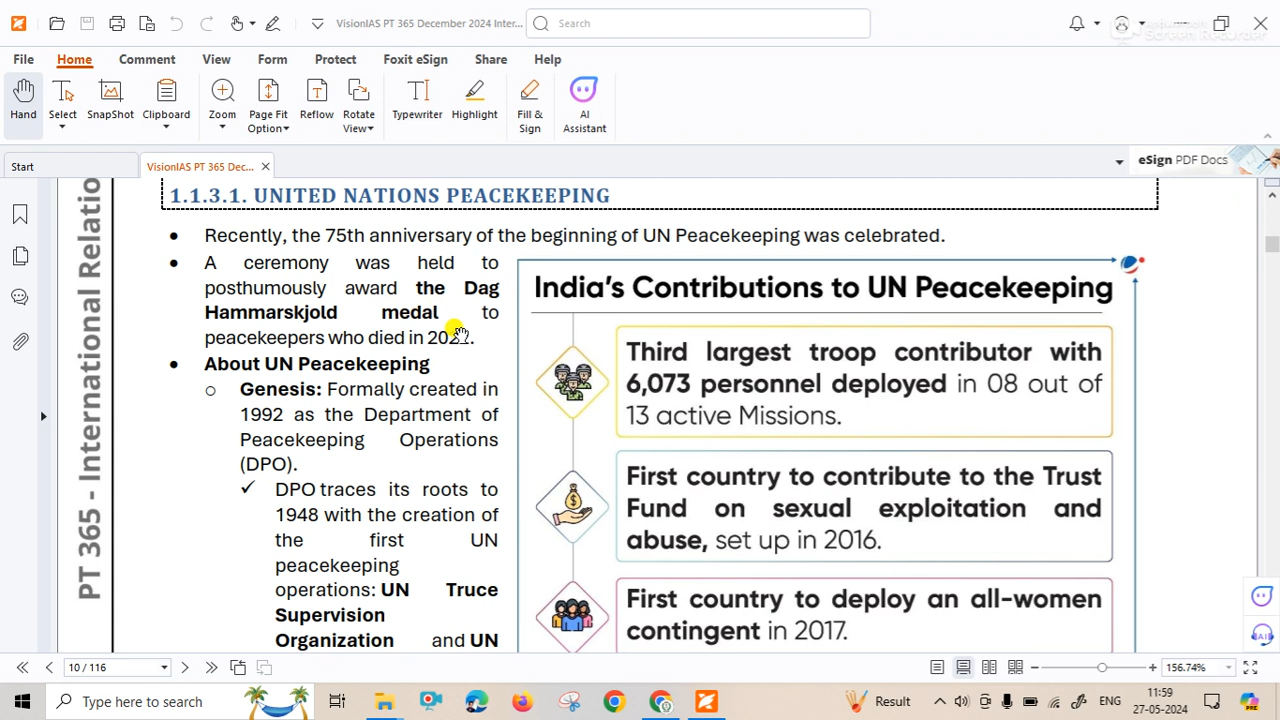 VisionIAS PT 365 December 2024 Inter...
Search
File
Home
Comment
View
Form
Protect
Foxit eSign
Share
Help
Hand
Select
SnapShot
Clipboard
Zoom
Page Fit Option
Reflow
Rotate View
Typewriter
Highlight
Fill & Sign
AI Assistant
Start
VisionIAS PT 365 Dec...
eSign PDF Docs
PT 365 - International Relatio
1.1.3.1. UNITED NATIONS PEACEKEEPING
• Recently, the 75th anniversary of the beginning of UN Peacekeeping was celebrated.
• A ceremony was held to
posthumously award the Dag
Hammarskjold medal to
peacekeepers who died in
• About UN Peacekeeping
o Genesis: Formally created in
1992 as the Department of
Peacekeeping Operations
(DPO).
✓ DPO traces its roots to
1948 with the creation of
the first UN
peacekeeping
operations: UN Truce
Supervision
Organization and UN
India's Contributions to UN Peacekeeping
Third largest troop contributor with
6,073 personnel deployed in 08 out of
13 active Missions.
First country to contribute to the Trust
Fund on sexual exploitation and
abuse, set up in 2016.
First country to deploy an all-women
contingent in 2017.
10 / 116
156.74%
Type here to search
Result
ENG
11:59
27-05-2024